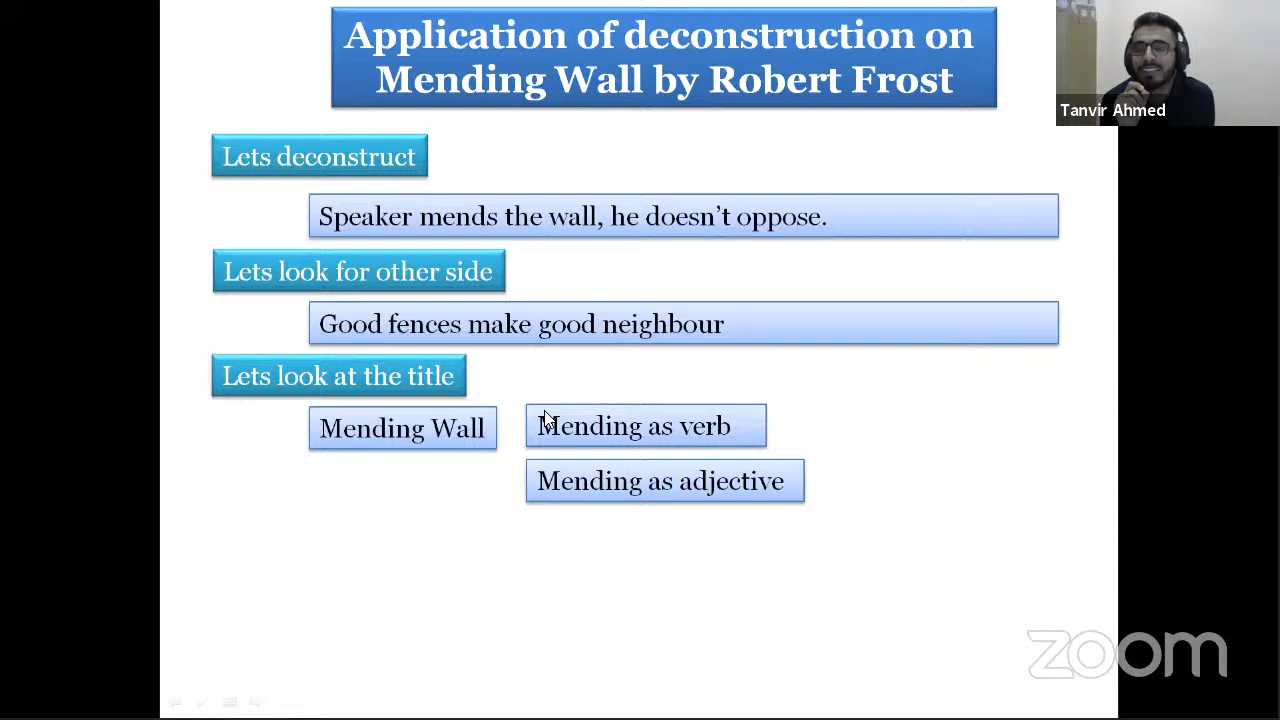 Application of deconstruction on
Mending Wall by Robert Frost
Tanvir Ahmed
Lets deconstruct
Speaker mends the wall, he doesn't oppose.
Lets look for other side
Good fences make good neighbour
Lets look at the title
Mending Wall
Mending as verb
Mending as adjective
zoom